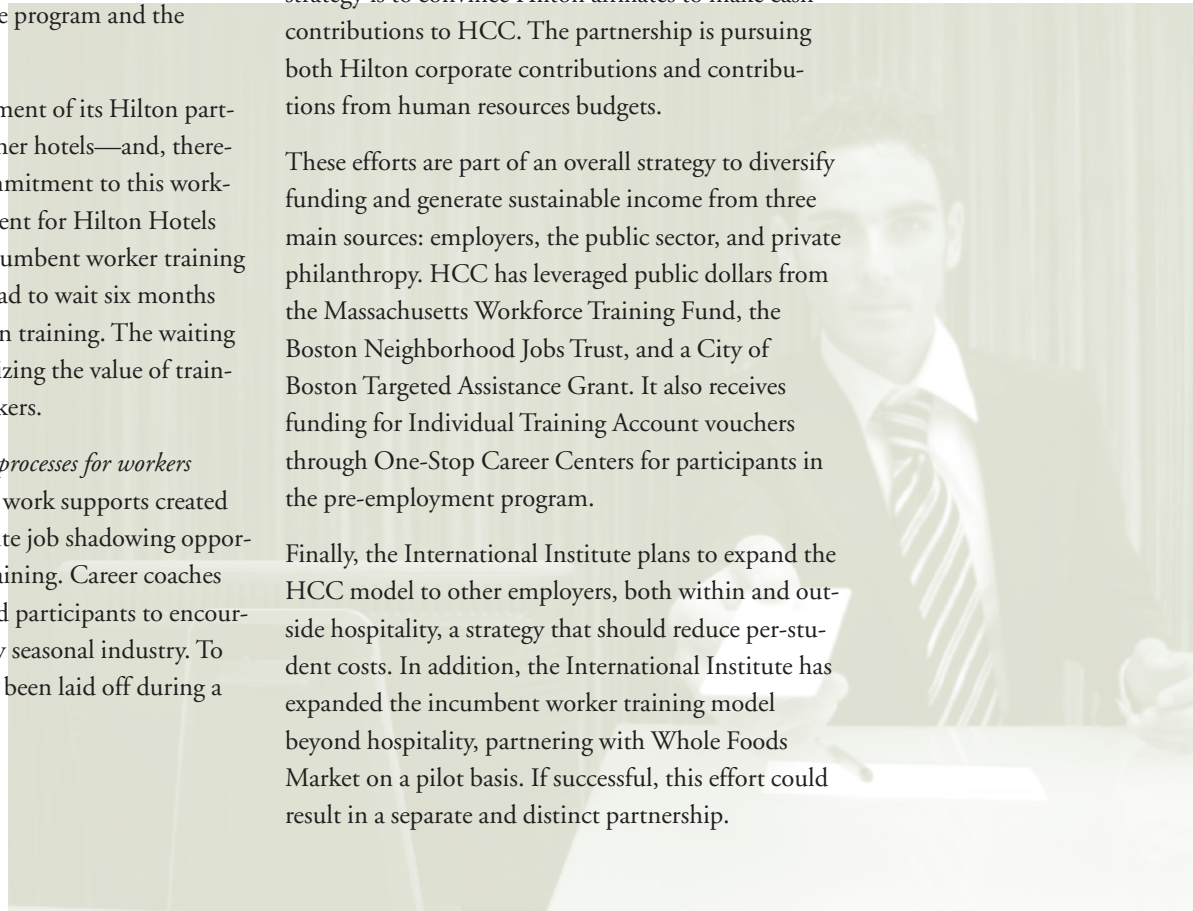 e program and the
ment of its Hilton part-
ner hotels—and, there-
mitment to this work-
ent for Hilton Hotels
umbent worker training
ad to wait six months
n training. The waiting
izing the value of train-
kers.
processes for workers
work supports created
te job shadowing oppor-
aining. Career coaches
d participants to encour-
y seasonal industry. To
been laid off during a
strategy is to convince Hilton affiliates to make cash
contributions to HCC. The partnership is pursuing
both Hilton corporate contributions and contribu-
tions from human resources budgets.
These efforts are part of an overall strategy to diversify
funding and generate sustainable income from three
main sources: employers, the public sector, and private
philanthropy. HCC has leveraged public dollars from
the Massachusetts Workforce Training Fund, the
Boston Neighborhood Jobs Trust, and a City of
Boston Targeted Assistance Grant. It also receives
funding for Individual Training Account vouchers
through One-Stop Career Centers for participants in
the pre-employment program.
Finally, the International Institute plans to expand the
HCC model to other employers, both within and out-
side hospitality, a strategy that should reduce per-stu-
dent costs. In addition, the International Institute has
expanded the incumbent worker training model
beyond hospitality, partnering with Whole Foods
Market on a pilot basis. If successful, this effort could
result in a separate and distinct partnership.